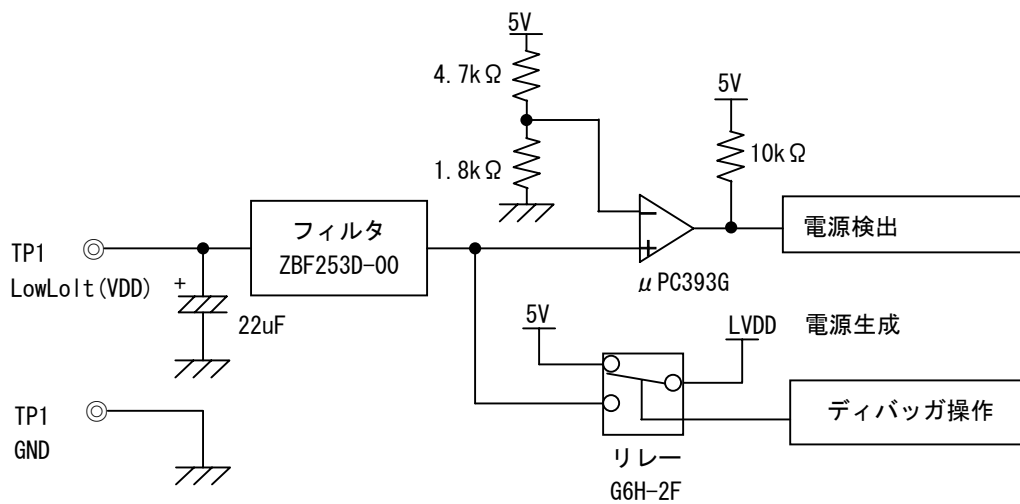 5V
4.7kΩ
1.8kΩ
5V
10kΩ
フィルタ
ZBF253D-00
電源検出
TP1
LowLolt(VDD)
+
22uF
−
+
μPC393G
5V
LVDD 電源生成
ディバッガ操作
TP1
GND
リレー
G6H-2F